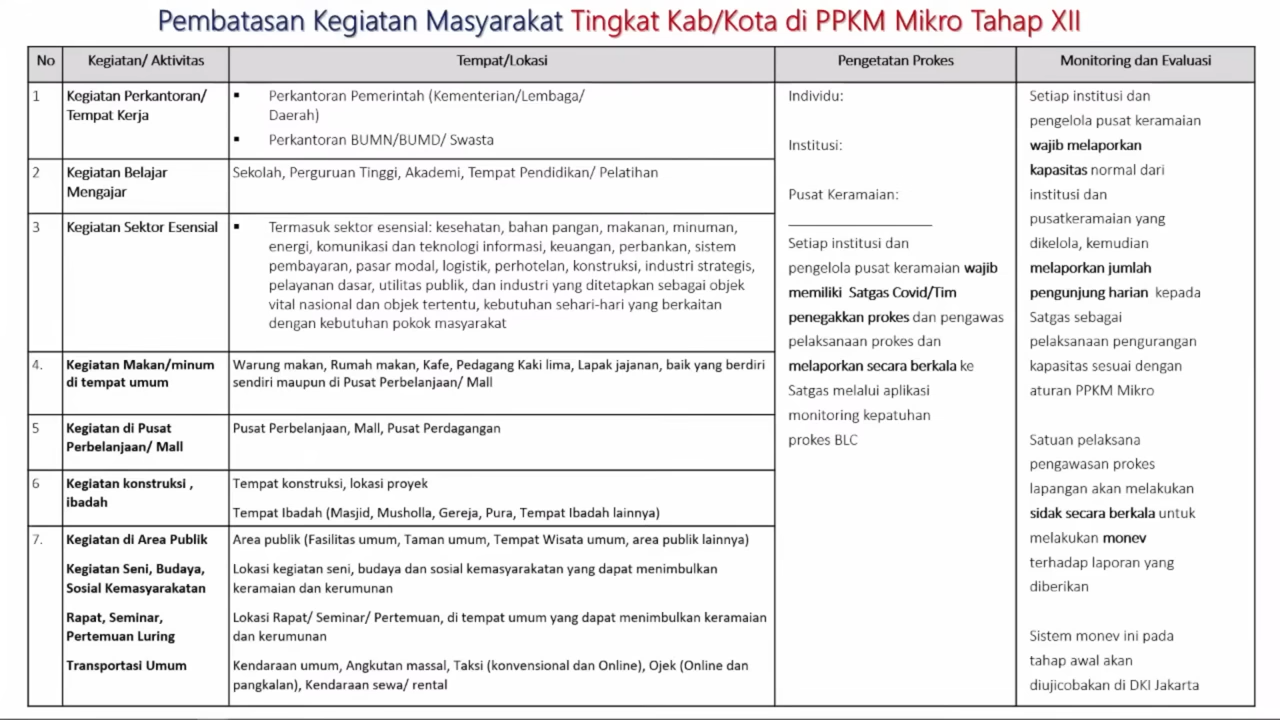 Pembatasan Kegiatan Masyarakat Tingkat Kab/Kota di PPKM Mikro Tahap XII
No
Kegiatan/ Aktivitas
Tempat/Lokasi
Pengetatan Prokes
Monitoring dan Evaluasi
1
Kegiatan Perkantoran/
Tempat Kerja
▪ Perkantoran Pemerintah (Kementerian/Lembaga/
Daerah)
▪ Perkantoran BUMN/BUMD/ Swasta
2
Kegiatan Belajar
Mengajar
Sekolah, Perguruan Tinggi, Akademi, Tempat Pendidikan/ Pelatihan
3
Kegiatan Sektor Esensial
▪ Termasuk sektor esensial: kesehatan, bahan pangan, makanan, minuman,
energi, komunikasi dan teknologi informasi, keuangan, perbankan, sistem
pembayaran, pasar modal, logistik, perhotelan, konstruksi, industri strategis,
pelayanan dasar, utilitas publik, dan industri yang ditetapkan sebagai objek
vital nasional dan objek tertentu, kebutuhan sehari-hari yang berkaitan
dengan kebutuhan pokok masyarakat
4.
Kegiatan Makan/minum
di tempat umum
Warung makan, Rumah makan, Kafe, Pedagang Kaki lima, Lapak jajanan, baik yang berdiri
sendiri maupun di Pusat Perbelanjaan/ Mall
5
Kegiatan di Pusat
Perbelanjaan/ Mall
Pusat Perbelanjaan, Mall, Pusat Perdagangan
6
Kegiatan konstruksi ,
ibadah
Tempat konstruksi, lokasi proyek
Tempat Ibadah (Masjid, Musholla, Gereja, Pura, Tempat Ibadah lainnya)
7.
Kegiatan di Area Publik
Area publik (Fasilitas umum, Taman umum, Tempat Wisata umum, area publik lainnya)
Kegiatan Seni, Budaya,
Sosial Kemasyarakatan
Lokasi kegiatan seni, budaya dan sosial kemasyarakatan yang dapat menimbulkan
keramaian dan kerumunan
Rapat, Seminar,
Pertemuan Luring
Lokasi Rapat/ Seminar/ Pertemuan, di tempat umum yang dapat menimbulkan keramaian
dan kerumunan
Transportasi Umum
Kendaraan umum, Angkutan massal, Taksi (konvensional dan Online), Ojek (Online dan
pangkalan), Kendaraan sewa/ rental
Individu:
Institusi:
Pusat Keramaian:
Setiap institusi dan
pengelola pusat keramaian wajib
memiliki Satgas Covid/Tim
penegakkan prokes dan pengawas
pelaksanaan prokes dan
melaporkan secara berkala ke
Satgas melalui aplikasi
monitoring kepatuhan
prokes BLC
Setiap institusi dan
pengelola pusat keramaian
wajib melaporkan
kapasitas normal dari
institusi dan
pusatkeramaian yang
dikelola, kemudian
melaporkan jumlah
pengunjung harian kepada
Satgas sebagai
pelaksanaan pengurangan
kapasitas sesuai dengan
aturan PPKM Mikro
Satuan pelaksana
pengawasan prokes
lapangan akan melakukan
sidak secara berkala untuk
melakukan monev
terhadap laporan yang
diberikan
Sistem monev ini pada
tahap awal akan
diujicobakan di DKI Jakarta